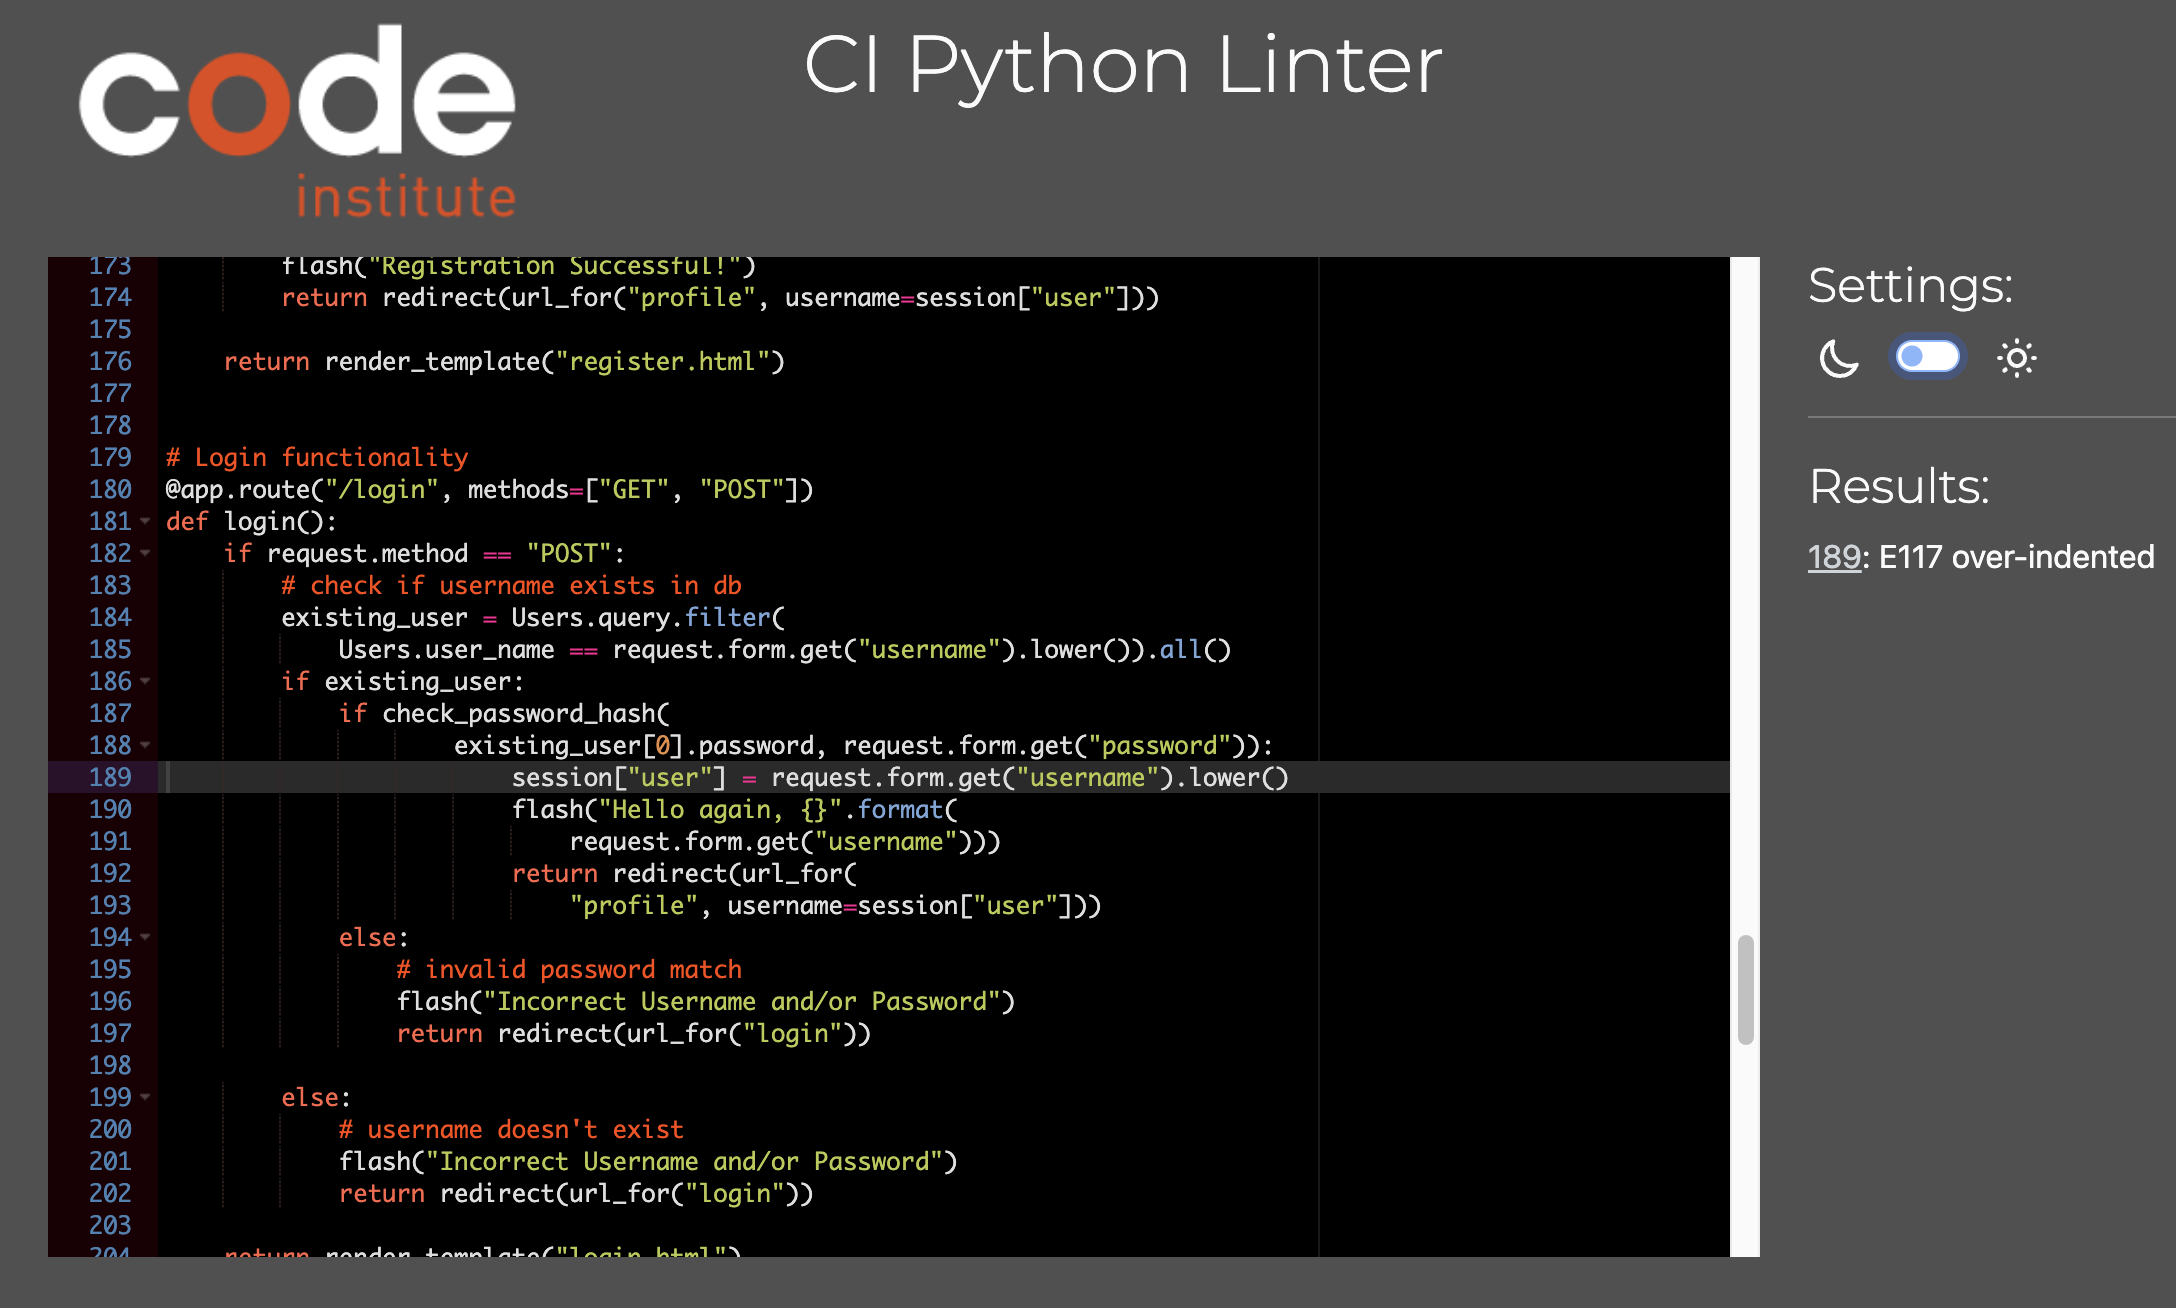 code
institute
CI Python Linter
173         flash("Registration Successful!")
174         return redirect(url_for("profile", username=session["user"]))
175
176     return render_template("register.html")
177
178
179 # Login functionality
180 @app.route("/login", methods=["GET", "POST"])
181 def login():
182     if request.method == "POST":
183         # check if username exists in db
184         existing_user = Users.query.filter(
185             Users.user_name == request.form.get("username").lower()).all()
186         if existing_user:
187             if check_password_hash(
188                     existing_user[0].password, request.form.get("password")):
189                         session["user"] = request.form.get("username").lower()
190                         flash("Hello again, {}".format(
191                             request.form.get("username")))
192                         return redirect(url_for(
193                             "profile", username=session["user"]))
194             else:
195                 # invalid password match
196                 flash("Incorrect Username and/or Password")
197                 return redirect(url_for("login"))
198
199         else:
200             # username doesn't exist
201             flash("Incorrect Username and/or Password")
202             return redirect(url_for("login"))
203
204     return render_template("login.html")
Settings:
Results:
189: E117 over-indented